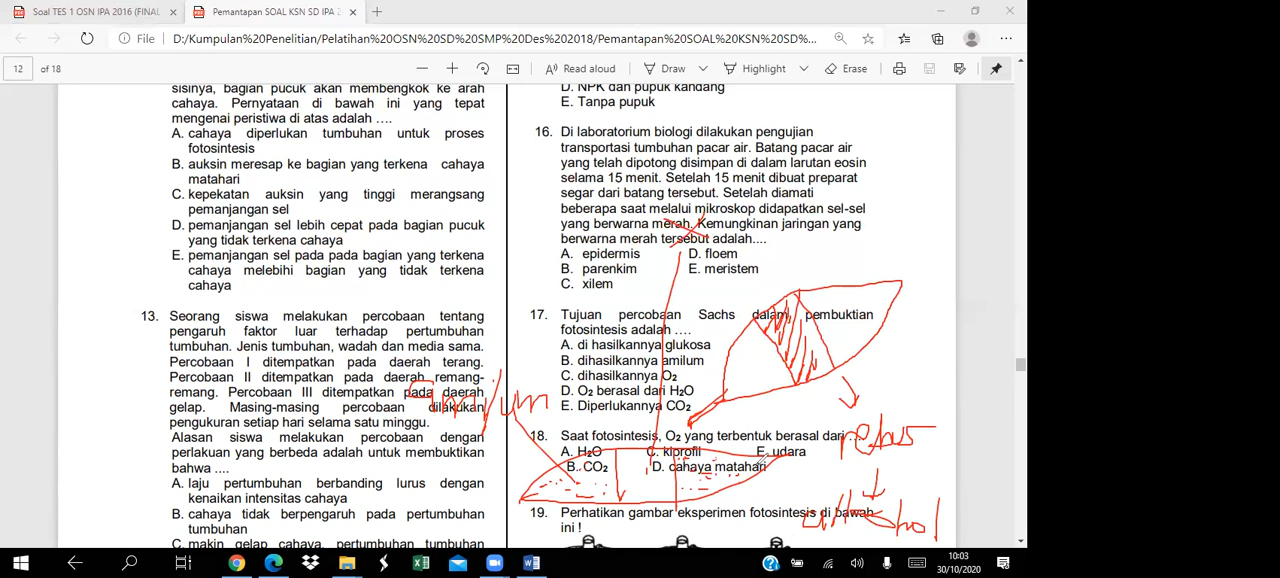 Soal TES 1 OSN IPA 2016 (FINAL
Pemantapan SOAL KSN SD IPA 2
File
D:/Kumpulan%20Penelitian/Pelatihan%20OSN%20SD%20SMP%20Des%202018/Pemantapan%20SOAL%20KSN%20SD%...
12 of 18
Read aloud
Draw
Highlight
Erase
sisinya, bagian pucuk akan membengkok ke arah
cahaya. Pernyataan di bawah ini yang tepat
mengenai peristiwa di atas adalah ....
A. cahaya diperlukan tumbuhan untuk proses
fotosintesis
B. auksin meresap ke bagian yang terkena cahaya
matahari
C. kepekatan auksin yang tinggi merangsang
pemanjangan sel
D. pemanjangan sel lebih cepat pada bagian pucuk
yang tidak terkena cahaya
E. pemanjangan sel pada pada bagian yang terkena
cahaya melebihi bagian yang tidak terkena
cahaya
13. Seorang siswa melakukan percobaan tentang
pengaruh faktor luar terhadap pertumbuhan
tumbuhan. Jenis tumbuhan, wadah dan media sama.
Percobaan I ditempatkan pada daerah terang.
Percobaan II ditempatkan pada daerah remang-
remang. Percobaan III ditempatkan pada daerah
gelap. Masing-masing percobaan dilakukan
pengukuran setiap hari selama satu minggu.
Alasan siswa melakukan percobaan dengan
perlakuan yang berbeda adalah untuk membuktikan
bahwa ....
A. laju pertumbuhan berbanding lurus dengan
kenaikan intensitas cahaya
B. cahaya tidak berpengaruh pada pertumbuhan
tumbuhan
C. makin gelap cahaya, pertumbuhan tumbuhan
D. NPK dan pupuk kandang
E. Tanpa pupuk
16. Di laboratorium biologi dilakukan pengujian
transportasi tumbuhan pacar air. Batang pacar air
yang telah dipotong disimpan di dalam larutan eosin
selama 15 menit. Setelah 15 menit dibuat preparat
segar dari batang tersebut. Setelah diamati
beberapa saat melalui mikroskop didapatkan sel-sel
yang berwarna merah. Kemungkinan jaringan yang
berwarna merah tersebut adalah....
A. epidermis D. floem
B. parenkim E. meristem
C. xilem
17. Tujuan percobaan Sachs dalam pembuktian
fotosintesis adalah ....
A. di hasilkannya glukosa
B. dihasilkannya amilum
C. dihasilkannya O₂
D. O₂ berasal dari H₂O
E. Diperlukannya CO₂
18. Saat fotosintesis, O₂ yang terbentuk berasal dari ...
A. H₂O C. klprofil E. udara
B. CO₂ D. cahaya matahari
19. Perhatikan gambar eksperimen fotosintesis di bawah
ini !
rebus
10:03
30/10/2020